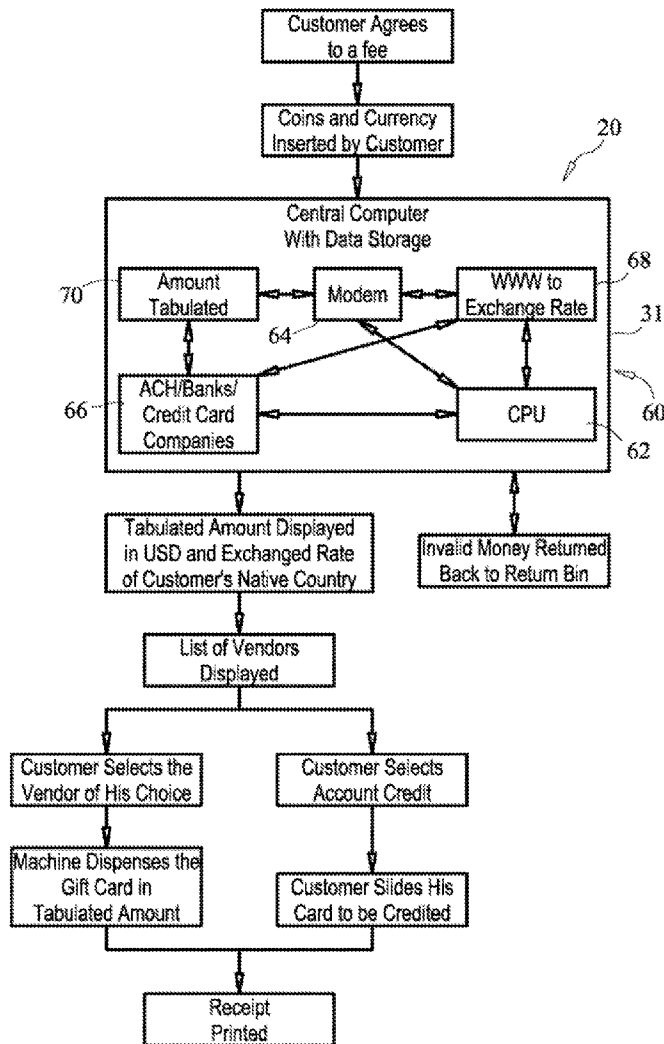 Customer Agrees
to a fee
Coins and Currency
Inserted by Customer
20
Central Computer
With Data Storage
70
Amount
Tabulated
Modem
64
WWW to
Exchange Rate
68
31
66
ACH/Banks/
Credit Card
Companies
CPU
62
60
Tabulated Amount Displayed
in USD and Exchanged Rate
of Customer's Native Country
Invalid Money Returned
Back to Return Bin
List of Vendors
Displayed
Customer Selects the
Vendor of His Choice
Customer Selects
Account Credit
Machine Dispenses the
Gift Card in
Tabulated Amount
Customer Slides His
Card to be Credited
Receipt
Printed